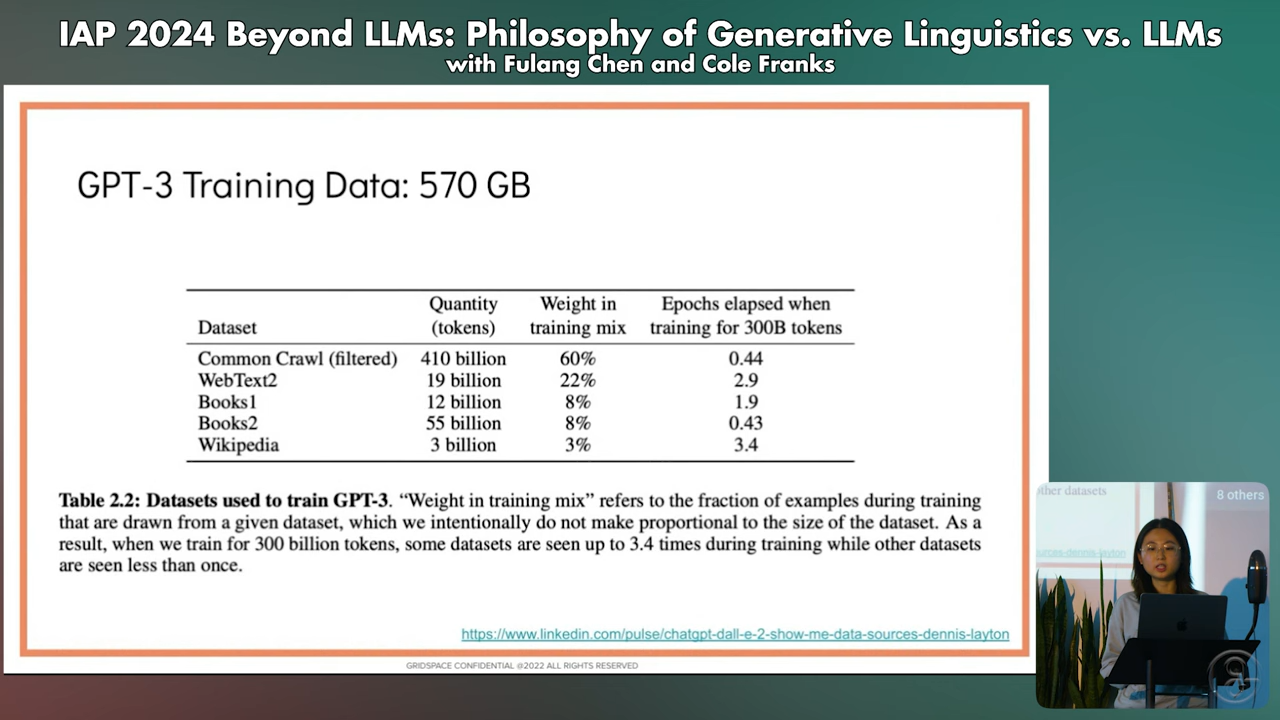 IAP 2024 Beyond LLMs: Philosophy of Generative Linguistics vs. LLMs
with Fulang Chen and Cole Franks
GPT-3 Training Data: 570 GB
Dataset Quantity (tokens) Weight in training mix Epochs elapsed when training for 300B tokens
Common Crawl (filtered) 410 billion 60% 0.44
WebText2 19 billion 22% 2.9
Books1 12 billion 8% 1.9
Books2 55 billion 8% 0.43
Wikipedia 3 billion 3% 3.4
Table 2.2: Datasets used to train GPT-3. “Weight in training mix” refers to the fraction of examples during training
that are drawn from a given dataset, which we intentionally do not make proportional to the size of the dataset. As a
result, when we train for 300 billion tokens, some datasets are seen up to 3.4 times during training while other datasets
are seen less than once.
https://www.linkedin.com/pulse/chatgpt-dall-e-2-show-me-data-sources-dennis-layton
GRIDSPACE CONFIDENTIAL @2022 ALL RIGHTS RESERVED
ther datasets
8 others
urces-dennis-layton